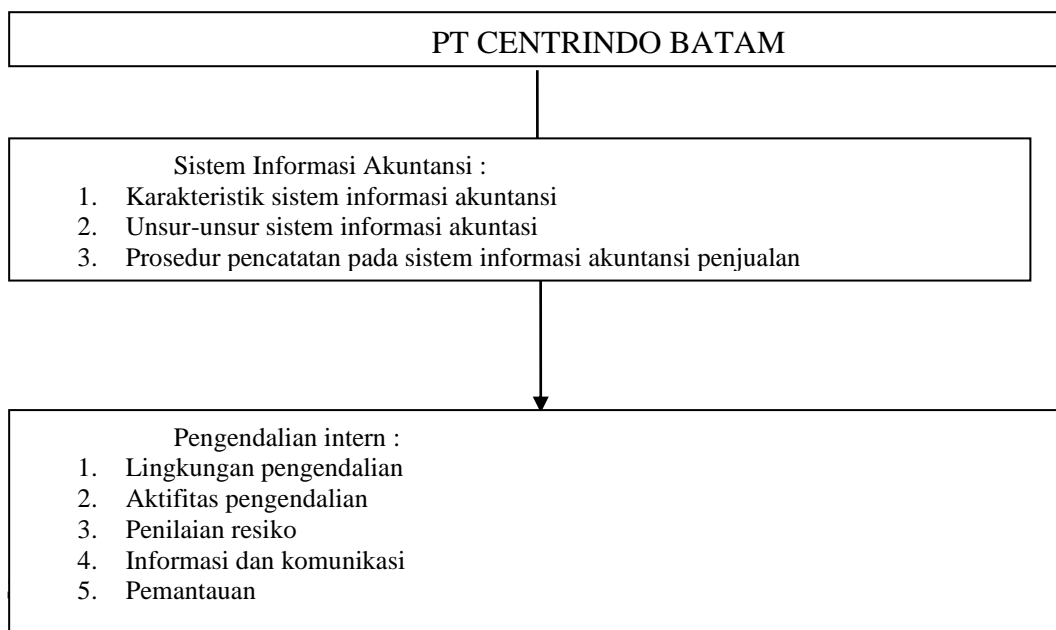 PT CENTRINDO BATAM
Sistem Informasi Akuntansi :
1. Karakteristik sistem informasi akuntansi
2. Unsur-unsur sistem informasi akuntasi
3. Prosedur pencatatan pada sistem informasi akuntansi penjualan
Pengendalian intern :
1. Lingkungan pengendalian
2. Aktifitas pengendalian
3. Penilaian resiko
4. Informasi dan komunikasi
5. Pemantauan